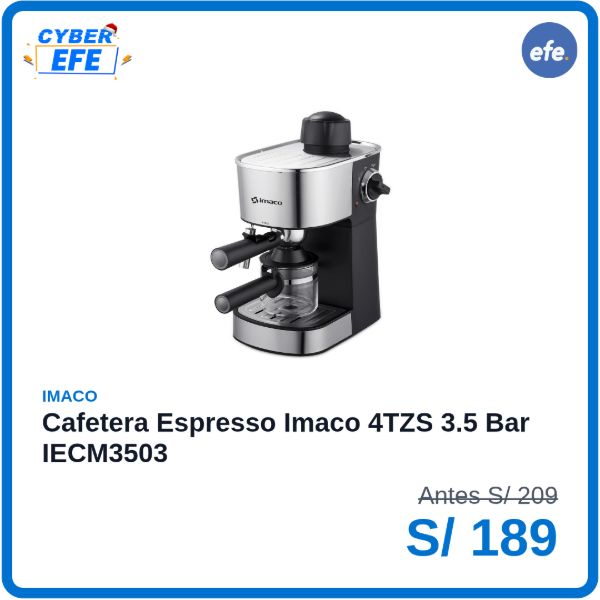 CYBER
EFE
efe.
imaco
IMACO
Cafetera Espresso Imaco 4TZS 3.5 Bar
IECM3503
Antes S/ 209
S/ 189